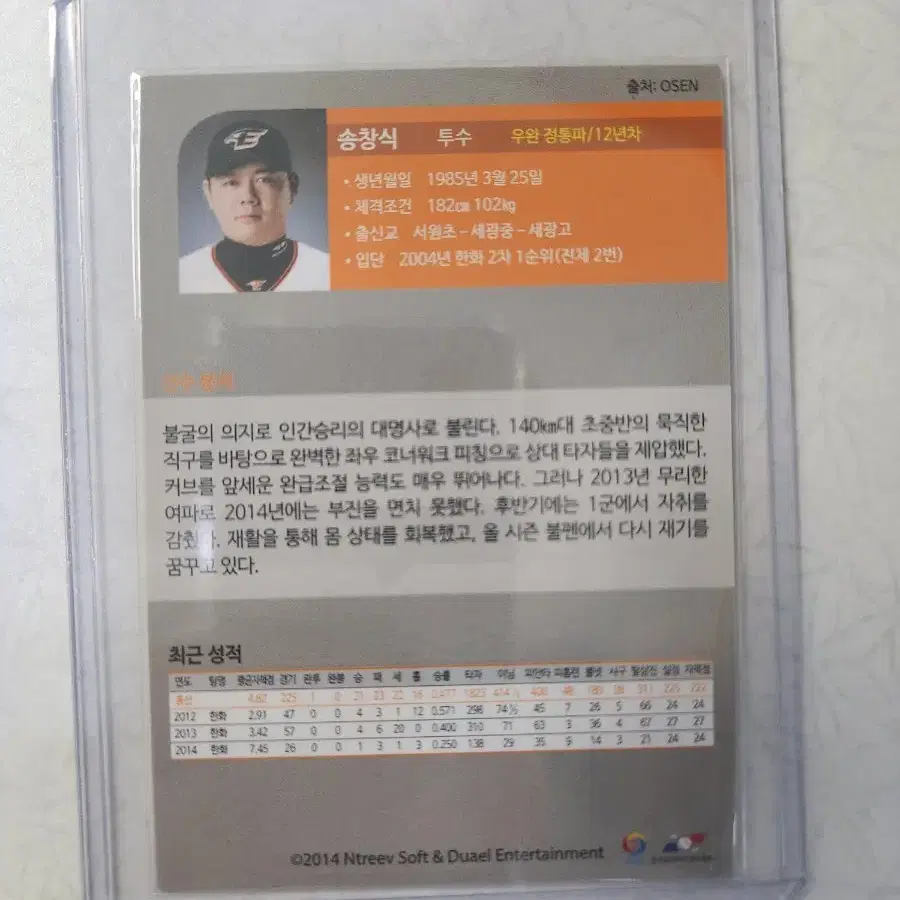 출처: OSEN
송창식 투수 우완 정통파/12년차
• 생년월일 1985년 3월 25일
• 체격조건 182cm 102kg
• 출신교 서원초 – 세광중 – 세광고
• 입단 2004년 한화 2차 1순위(전체 2번)
불굴의 의지로 인간승리의 대명사로 불린다. 140km대 초중반의 묵직한
직구를 바탕으로 완벽한 좌우 코너워크 피칭으로 상대 타자들을 제압했다.
커브를 앞세운 완급조절 능력도 매우 뛰어나다. 그러나 2013년 무리한
여파로 2014년에는 부진을 면치 못했다. 후반기에는 1군에서 자취를
감췄다. 재활을 통해 몸 상태를 회복했고, 올 시즌 불펜에서 다시 재기를
꿈꾸고 있다.
최근 성적
연도 팀명 평균자책점 경기 완투 완봉 승 패 세 홀 승률 타자 이닝 피안타 피홈런 볼넷 사구 탈삼진 실점 자책점
통산 4.82 225 1 0 21 23 22 16 0.477 1823
2012 한화 2.91 47 0 0 4 3 1 12 0.571 298 74 ⅓ 45 7 26 5 66 24 24
2013 한화 3.42 57 0 0 4 6 20 0 0.400 310 71 63 3 36 4 67 27 27
2014 한화 7.45 26 0 0 1 3 1 3 0.250 138 29 35 9 14 3 21 24 24
©2014 Ntreev Soft & Duael Entertainment